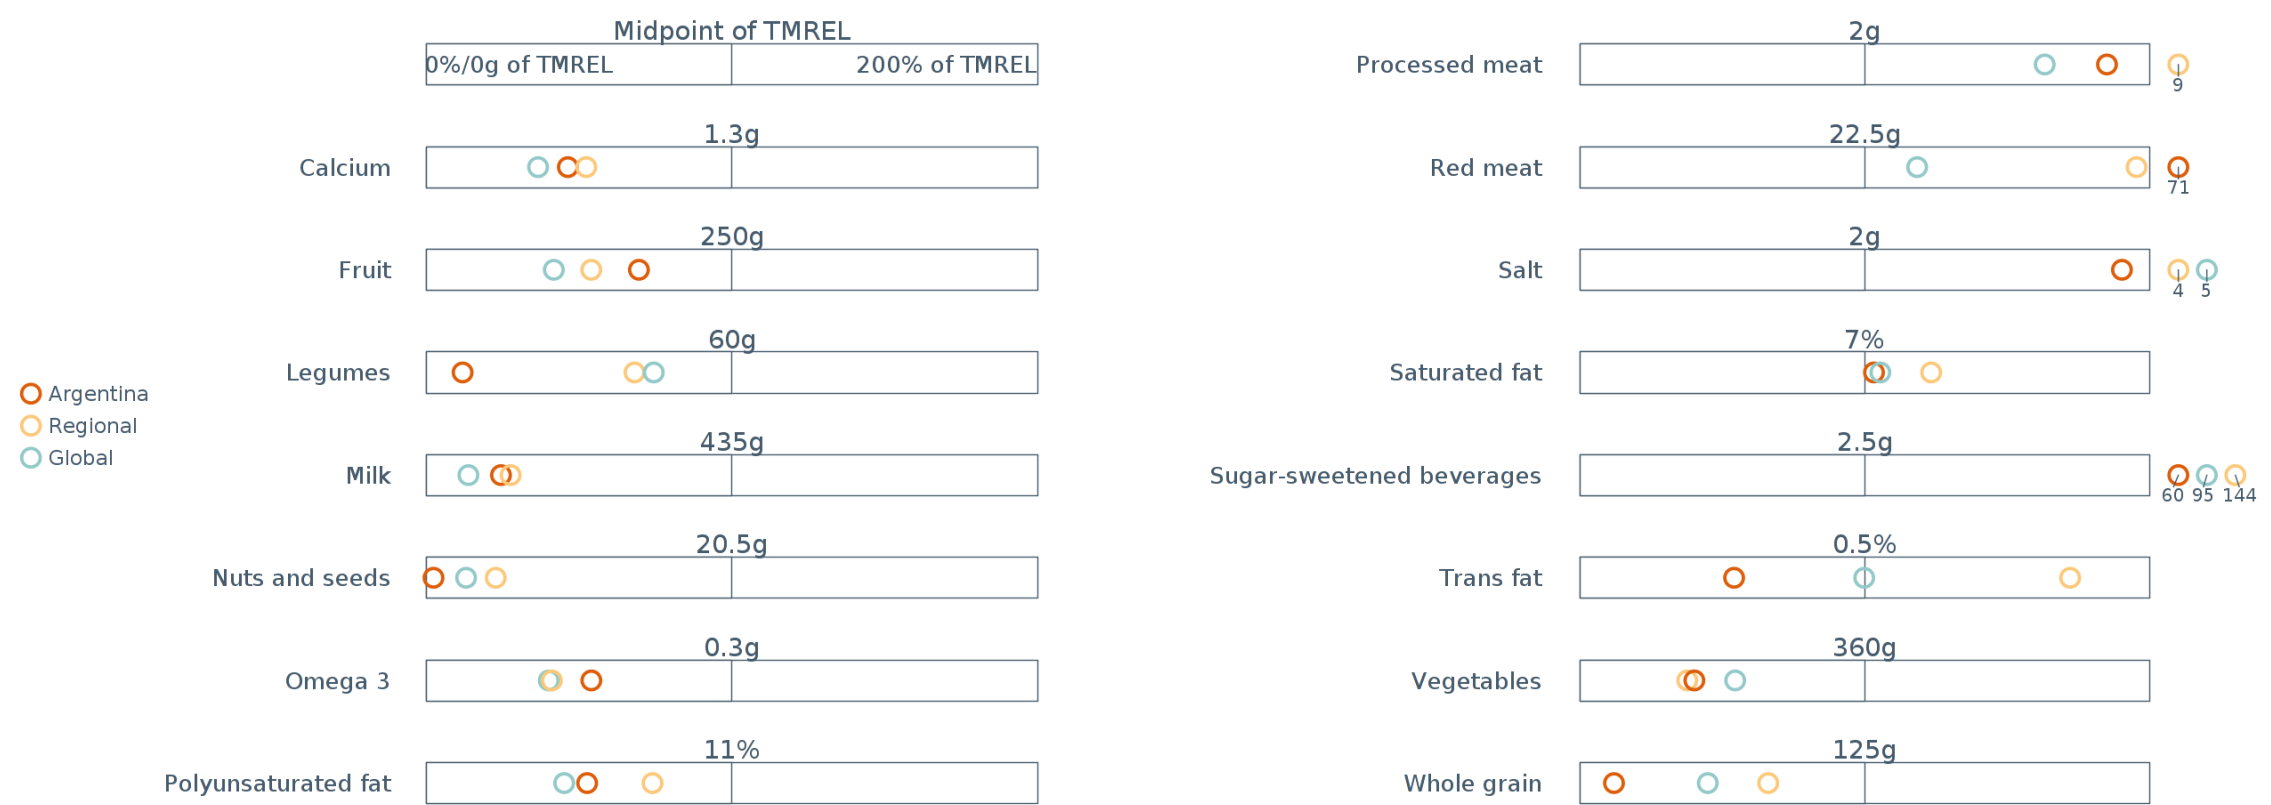 Midpoint of TMREL
0%/0g of TMREL 200% of TMREL
1.3g
Calcium
250g
Fruit
60g
Legumes
435g
Milk
20.5g
Nuts and seeds
0.3g
Omega 3
11%
Polyunsaturated fat
Argentina
Regional
Global
2g
Processed meat
9
22.5g
Red meat
71
2g
Salt
4 5
7%
Saturated fat
2.5g
Sugar-sweetened beverages
60 95 144
0.5%
Trans fat
360g
Vegetables
125g
Whole grain